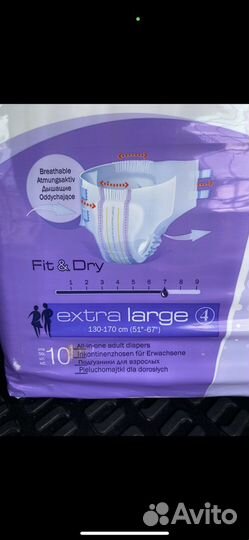 Breathable
Atmungsaktiv
Дышащие
Oddychające
Fit & Dry
1 2 3 4 5 6 7 8 9
extra large 4
130-170 cm (51"-67")
10
All-in-one adult diapers
Inkontinenzhosen für Erwachsene
Подгузники для взрослых
Pieluchomajtki dla dorosłych
Avito